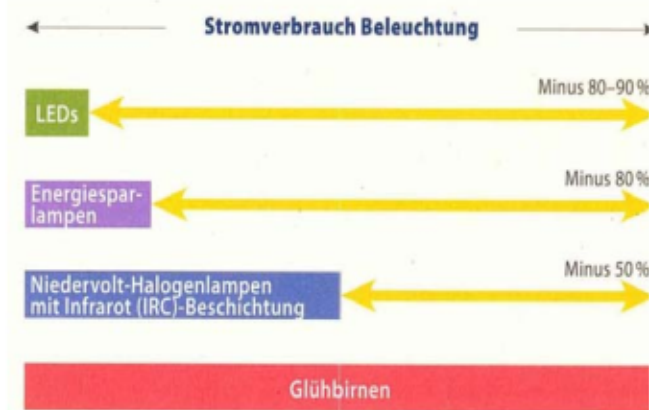 Stromverbrauch Beleuchtung
Minus 80–90 %
LEDs
Minus 80 %
Energiespar-
lampen
Minus 50 %
Niedervolt-Halogenlampen
mit Infrarot (IRC)-Beschichtung
Glühbirnen